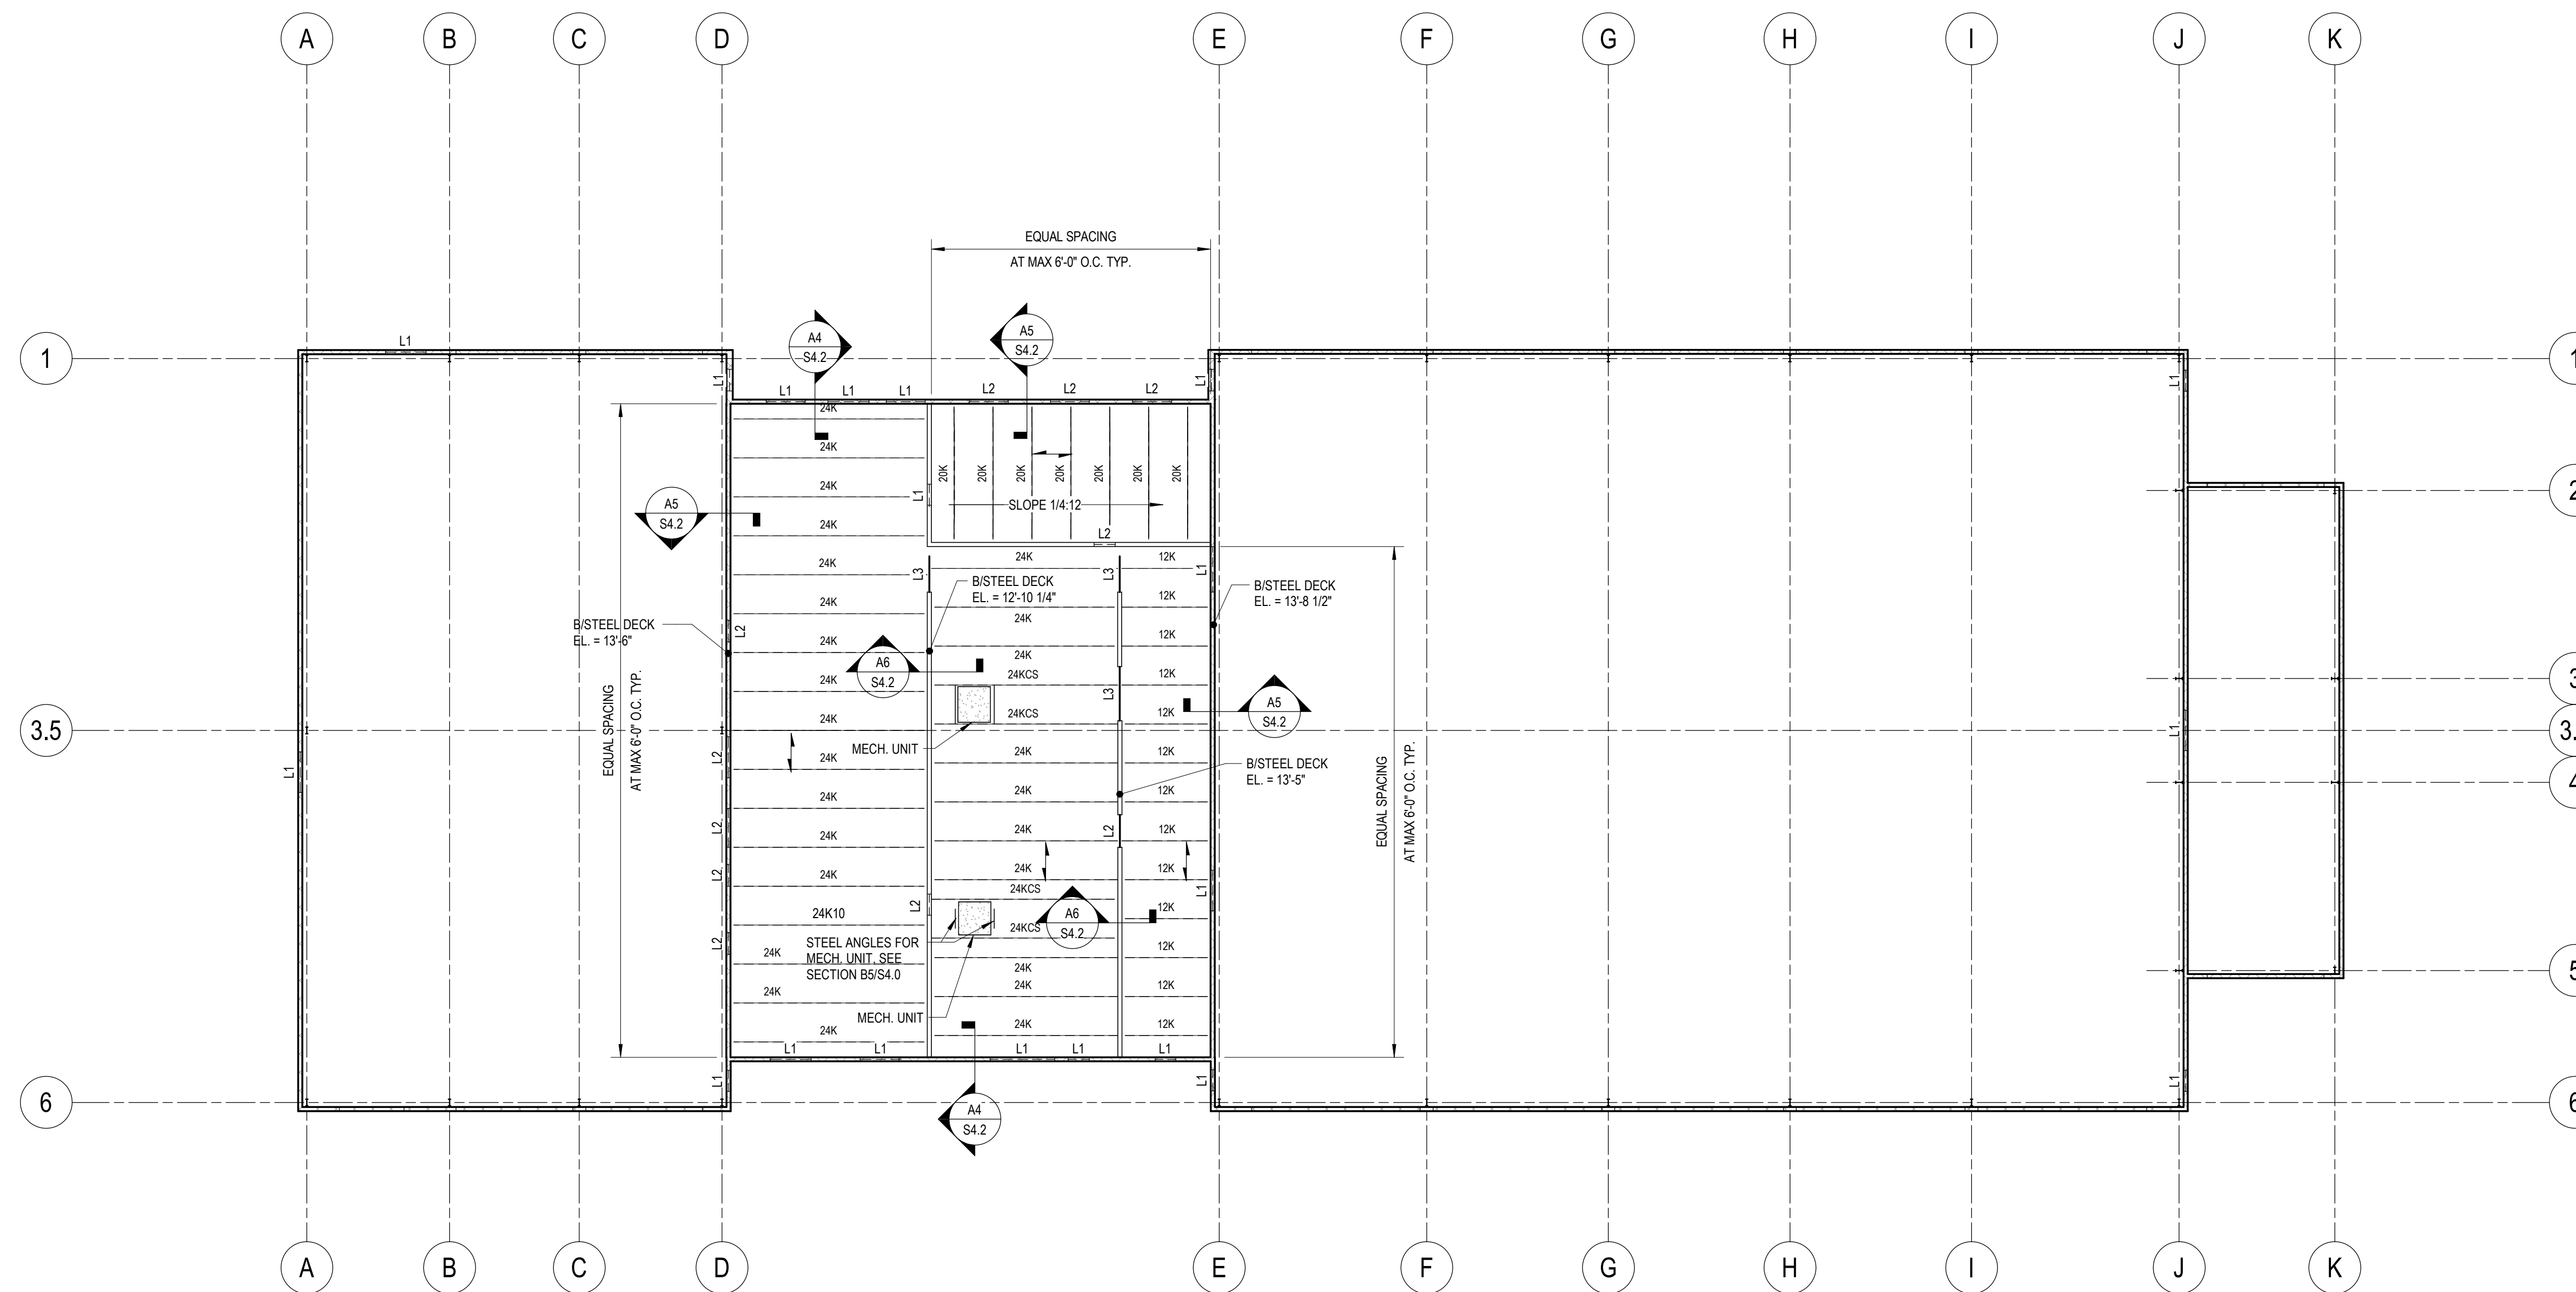 A B C D E F G H I J K
EQUAL SPACING
AT MAX 6'-0" O.C. TYP.
A4
S4.2
A5
S4.2
1
L1
L1
L1
L1
L1
L2
L2
L2
L1
L1
24K
24K
24K
24K
24K
24K
24K
24K
24K
24K
24K
24K
24K
24K10
24K
24K
24K
20K
20K
20K
20K
20K
20K
20K
L1
SLOPE 1/4:12
L2
A5
S4.2
2
L3
24K
L3
12K
L1
B/STEEL DECK
EL. = 12'-10 1/4"
B/STEEL DECK
EL. = 13'-8 1/2"
B/STEEL DECK
EL. = 13'-6"
L2
24K
24K
24KCS
24KCS
24K
24K
24K
24K
24KCS
24KCS
24K
24K
24K
12K
12K
12K
12K
12K
12K
12K
12K
12K
12K
12K
12K
A6
S4.2
L3
A5
S4.2
3
EQUAL SPACING
AT MAX 6'-0" O.C. TYP.
3.5
L1
L2
MECH. UNIT
B/STEEL DECK
EL. = 13'-5"
EQUAL SPACING
AT MAX 6'-0" O.C. TYP.
L1
3.
4
L2
L2
L2
L2
L2
L1
A6
S4.2
STEEL ANGLES FOR
MECH. UNIT, SEE
SECTION B5/S4.0
MECH. UNIT
5
L1
L1
L1
L1
L1
L1
L1
L1
6
A4
S4.2
6
1
A B C D E F G H I J K